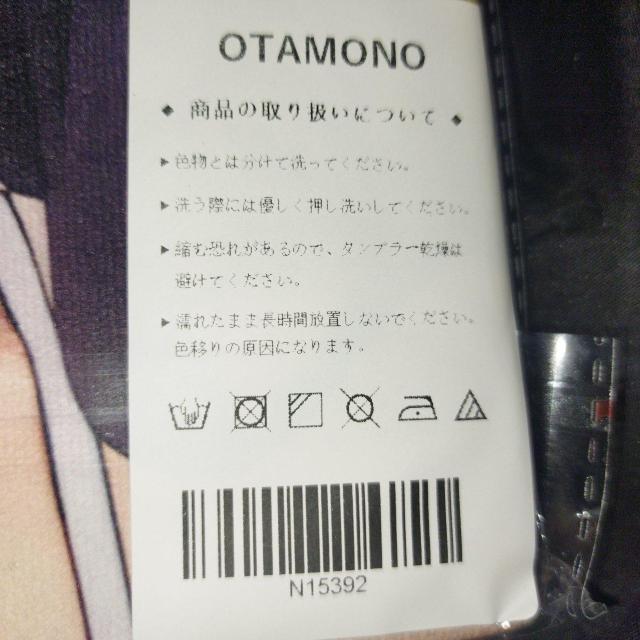 OTAMONO
◆ 商品の取り扱いについて ◆
▶色物とは分けて洗ってください。
▶洗う際には優しく押し洗いしてください。
▶縮む恐れがあるので、タンブラー乾燥は
避けてください。
▶濡れたまま長時間放置しないでください。
色移りの原因になります。
N15392